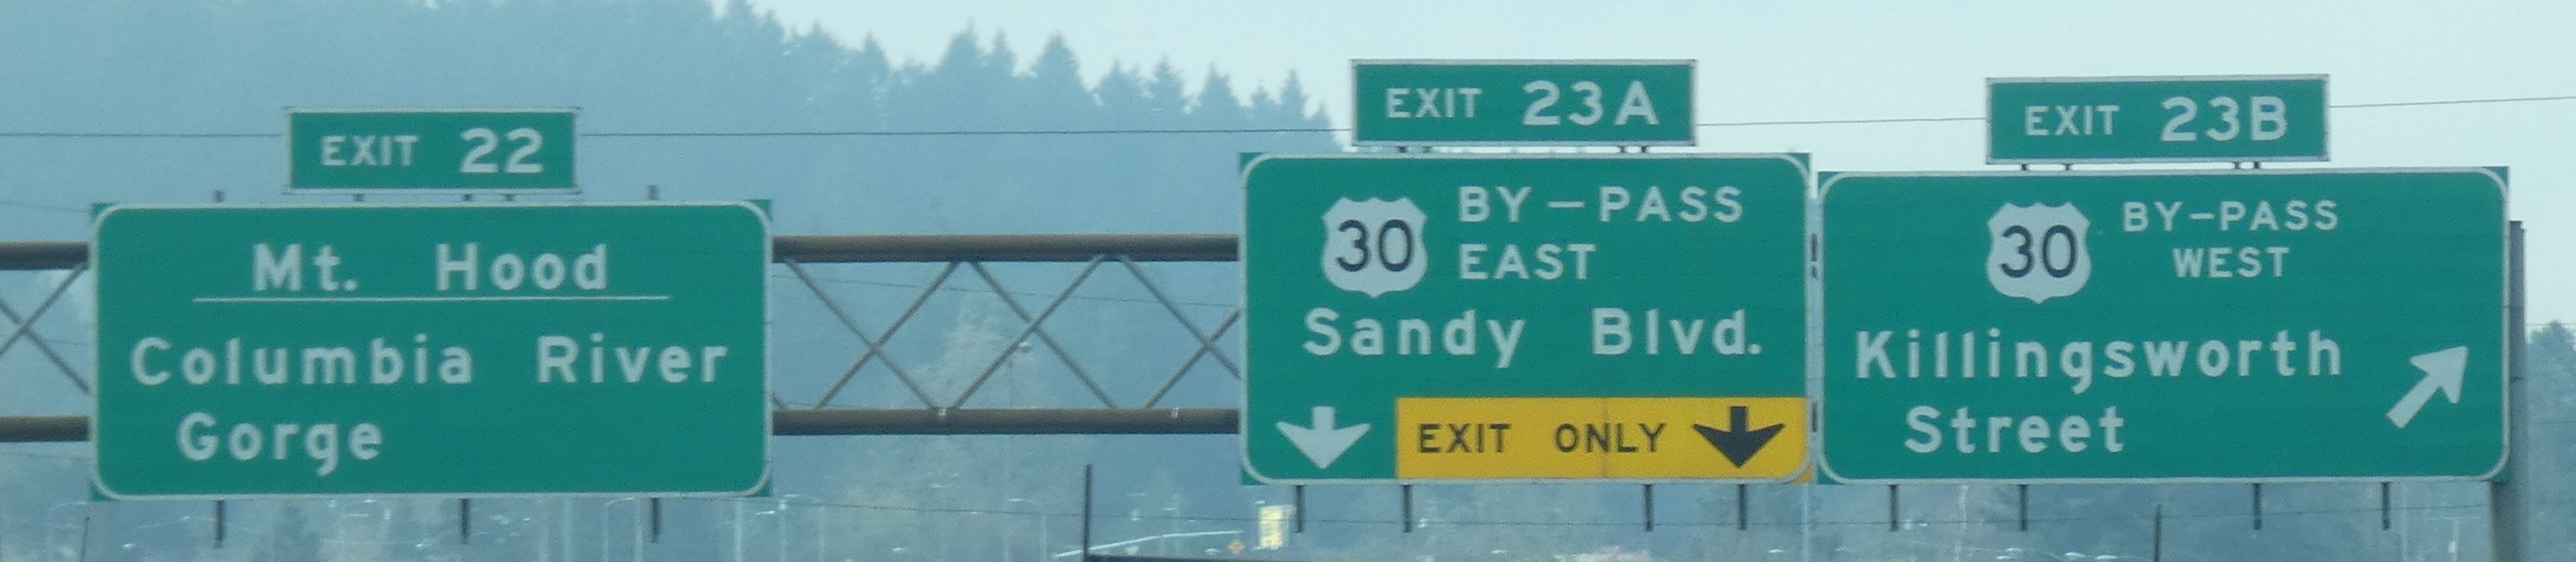 EXIT 22
Mt. Hood
Columbia River
Gorge
EXIT 23A
30 BY-PASS
EAST
Sandy Blvd.
EXIT ONLY
EXIT 23B
30 BY-PASS
WEST
Killingsworth
Street